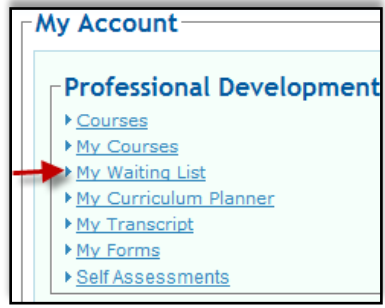 My Account
Professional Development
Courses
My Courses
My Waiting List
My Curriculum Planner
My Transcript
My Forms
Self Assessments